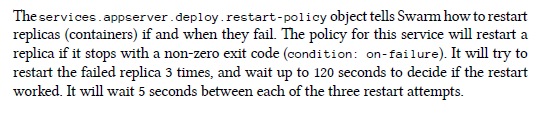 The services.appserver.deploy.restart-policy object tells Swarm how to restart
replicas (containers) if and when they fail. The policy for this service will restart a
replica if it stops with a non-zero exit code (condition: on-failure). It will try to
restart the failed replica 3 times, and wait up to 120 seconds to decide if the restart
worked. It will wait 5 seconds between each of the three restart attempts.